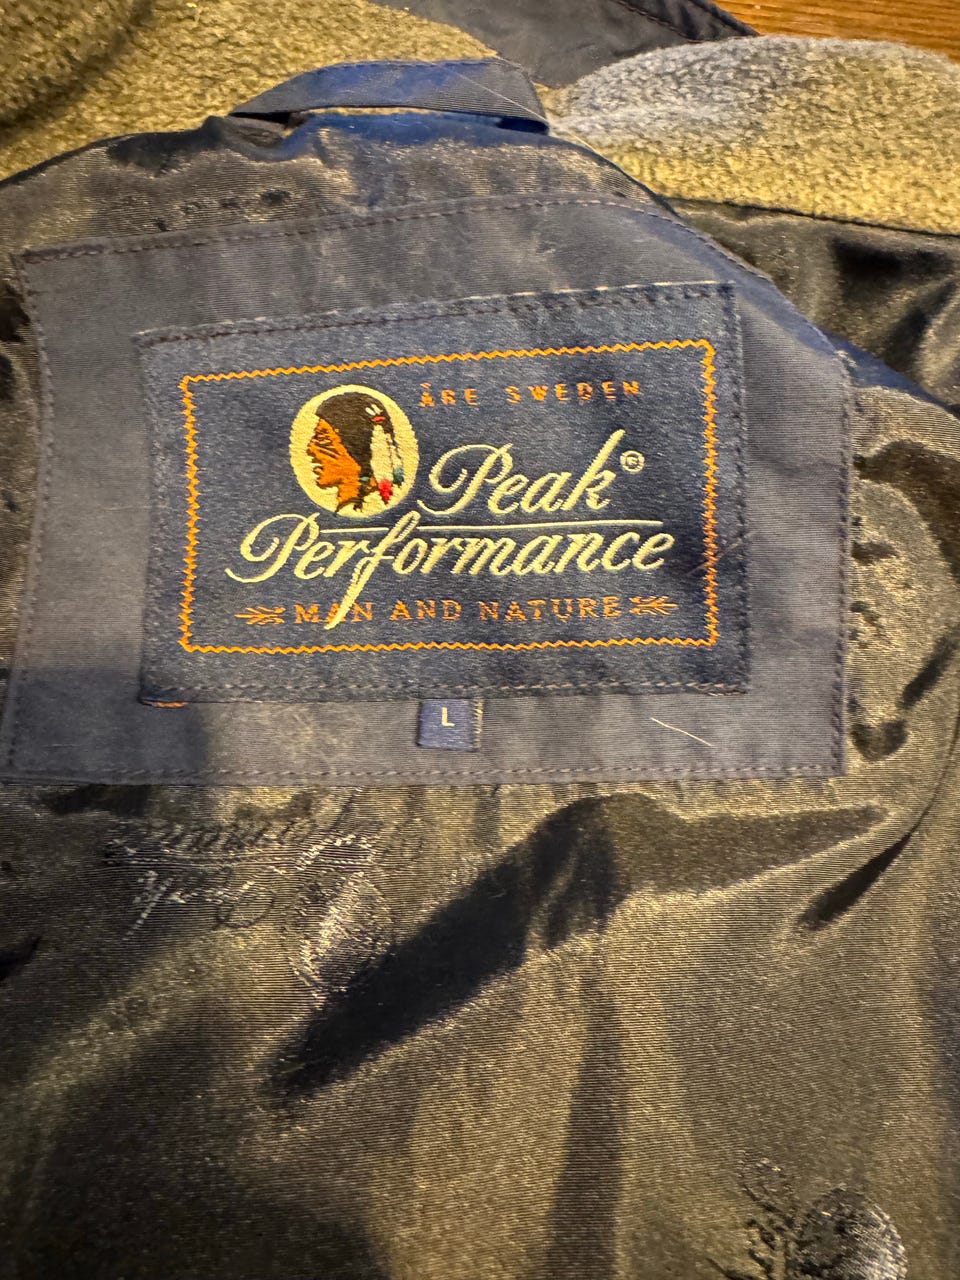 ÅRE SWEDEN
Peak®
Performance
MAN AND NATURE
L